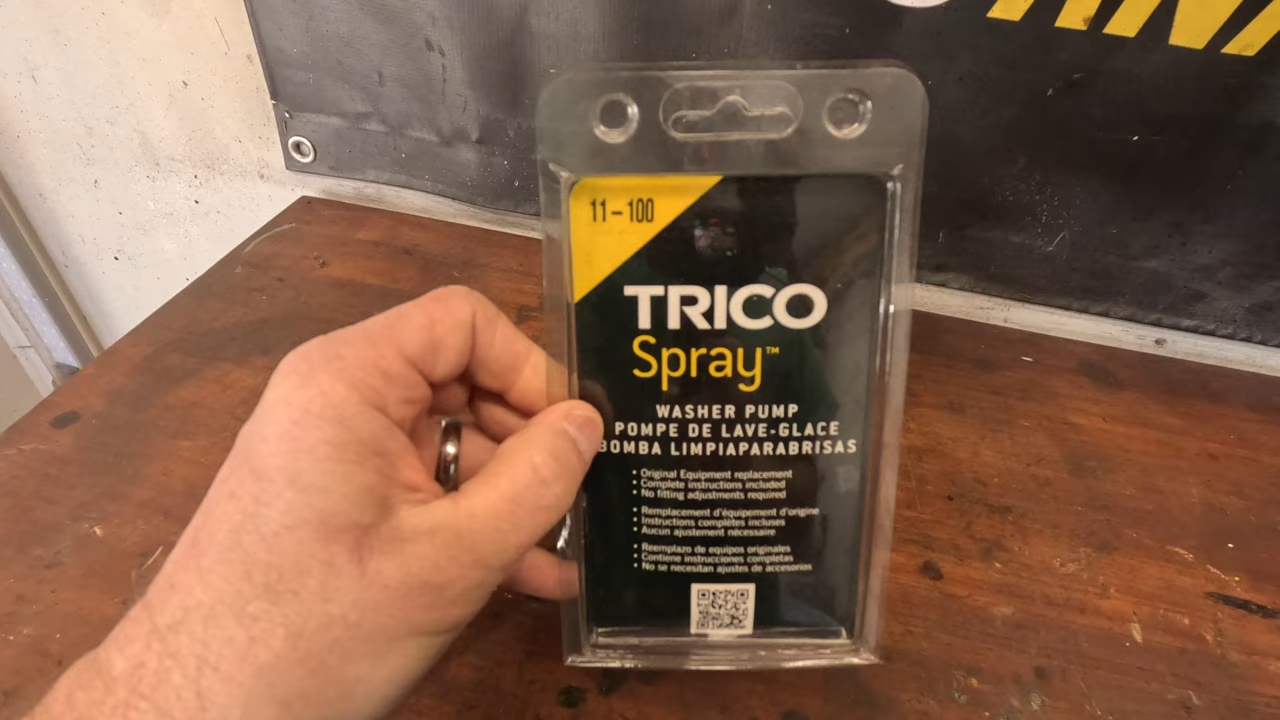 11-100
TRICO
Spray™
WASHER PUMP
POMPE DE LAVE-GLACE
BOMBA LIMPIAPARABRISAS
• Original Equipment replacement
• Complete instructions included
• No fitting adjustments required
• Remplacement d'équipement d'origine
• Instructions complètes incluses
• Aucun ajustement nécessaire
• Reemplazo de equipos originales
• Contiene instrucciones completas
• No se necesitan ajustes de accesorios